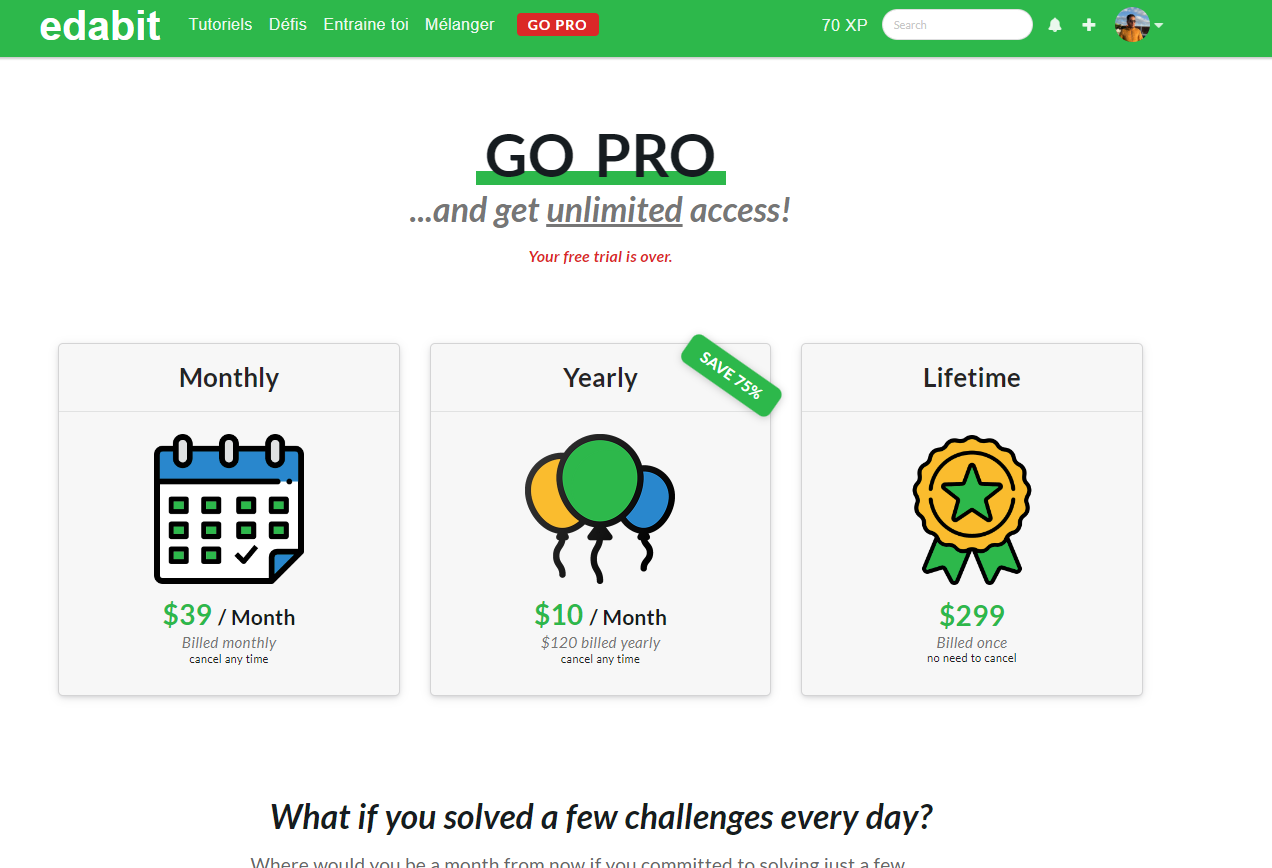 edabit Tutoriels Défis Entraine toi Mélanger GO PRO 70 XP Search
GO PRO
...and get unlimited access!
Your free trial is over.
Monthly
$39 / Month
Billed monthly
cancel any time
Yearly
SAVE 75%
$10 / Month
$120 billed yearly
cancel any time
Lifetime
$299
Billed once
no need to cancel
What if you solved a few challenges every day?
Where would you be a month from now if you committed to solving just a few